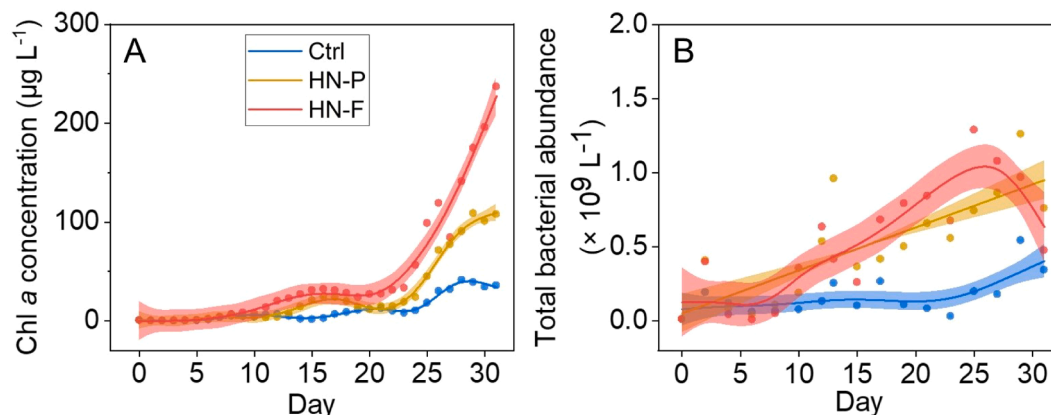 Chl a concentration (µg L⁻¹)
300
200
100
0
A
Ctrl
HN-P
HN-F
0 5 10 15 20 25 30
Day
Total bacterial abundance
(× 10⁹ L⁻¹)
2.0
1.5
1.0
0.5
0.0
B
0 5 10 15 20 25 30
Day